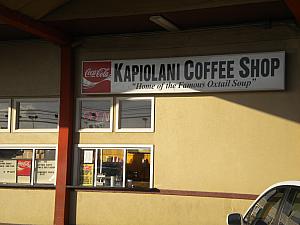 Coca-Cola
KAPIOLANI COFFEE SHOP
"Home of the Famous Oxtail Soup"